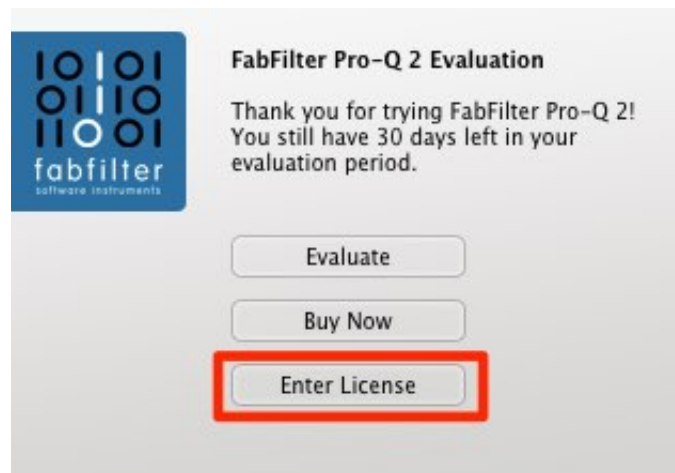 IOIOI
OIIIO
IIOOI
fabfilter
software instruments
FabFilter Pro-Q 2 Evaluation
Thank you for trying FabFilter Pro-Q 2!
You still have 30 days left in your
evaluation period.
Evaluate
Buy Now
Enter License